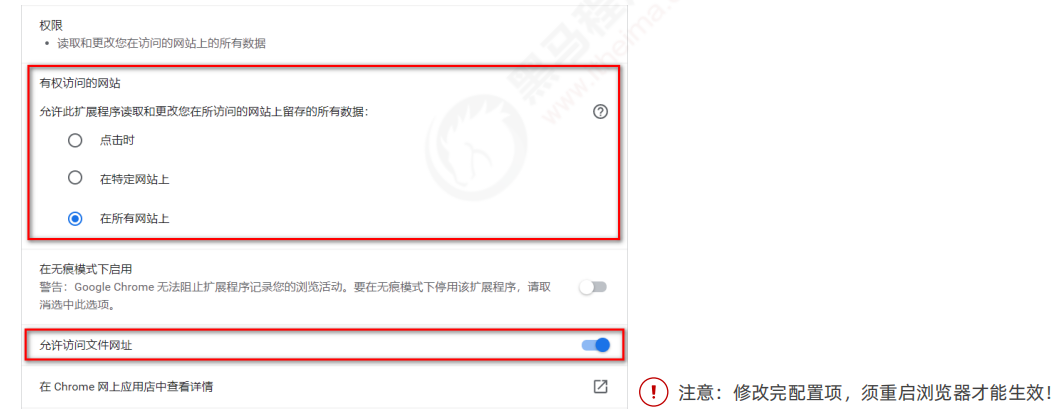 权限
• 读取和更改您在访问的网站上的所有数据
有权访问的网站
允许此扩展程序读取和更改您在所访问的网站上留存的所有数据：
点击时
在特定网站上
在所有网站上
在无痕模式下启用
警告：Google Chrome 无法阻止扩展程序记录您的浏览活动。要在无痕模式下停用该扩展程序，请取
消选中此选项。
允许访问文件网址
在 Chrome 网上应用店中查看详情
注意：修改完配置项，须重启浏览器才能生效！